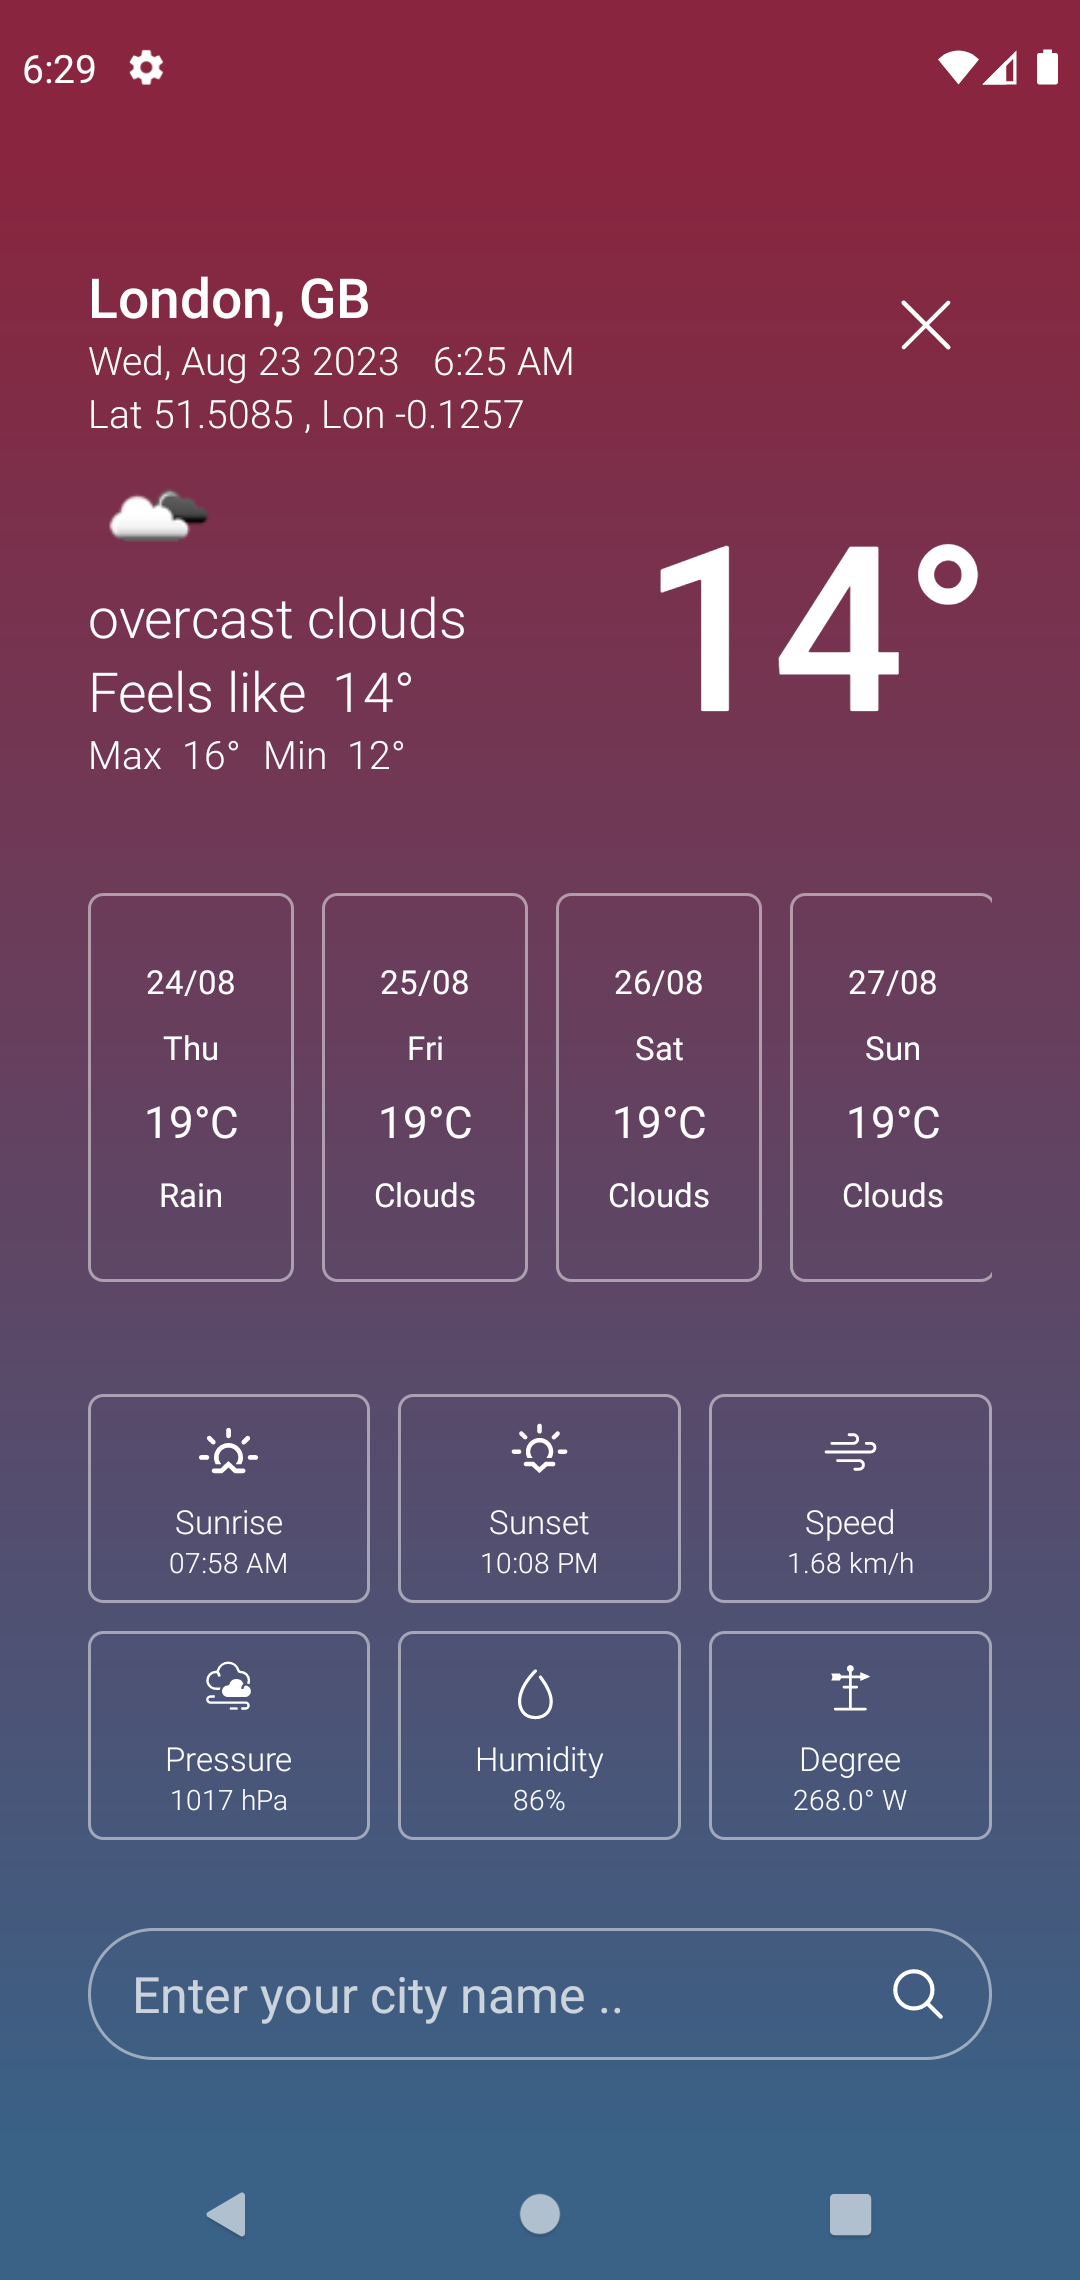 6:29
London, GB
Wed, Aug 23 2023 6:25 AM
Lat 51.5085 , Lon -0.1257
14°
overcast clouds
Feels like 14°
Max 16° Min 12°
24/08
Thu
19°C
Rain
25/08
Fri
19°C
Clouds
26/08
Sat
19°C
Clouds
27/08
Sun
19°C
Clouds
Sunrise
07:58 AM
Sunset
10:08 PM
Speed
1.68 km/h
Pressure
1017 hPa
Humidity
86%
Degree
268.0° W
Enter your city name ..